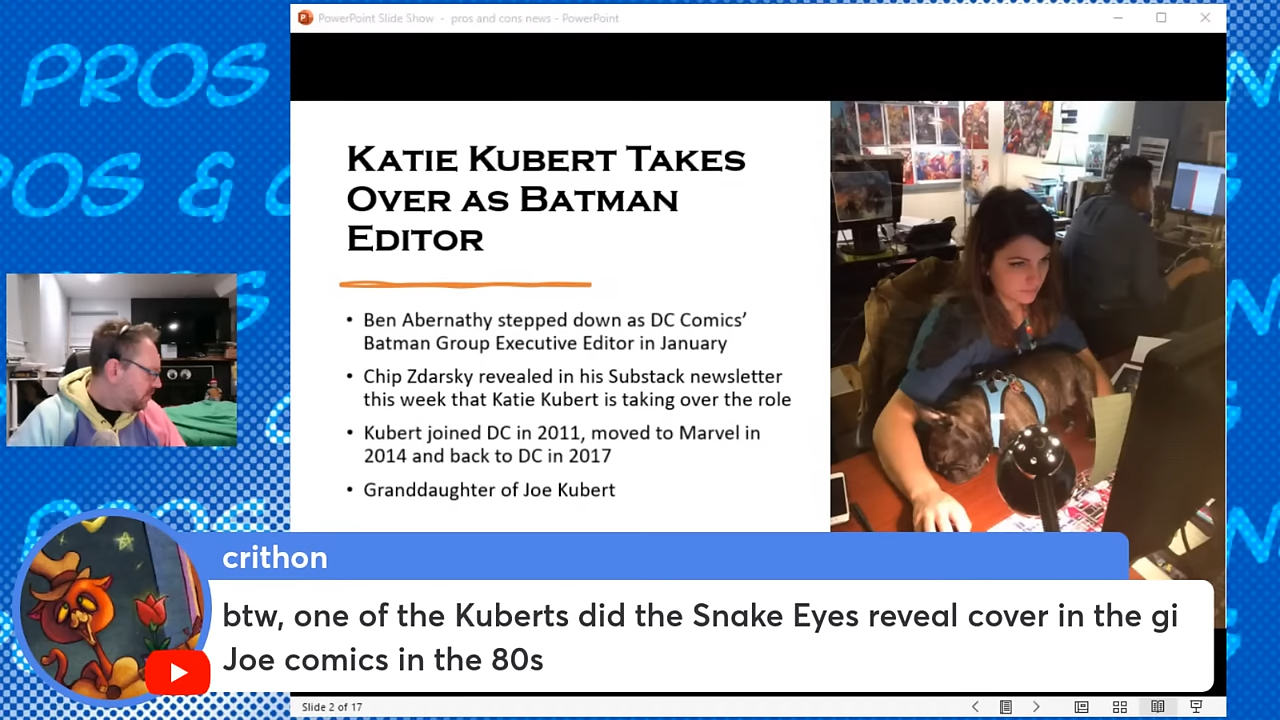 PowerPoint Slide Show - pros and cons news - PowerPoint
PROS
OS &
KATIE KUBERT TAKES
OVER AS BATMAN
EDITOR
• Ben Abernathy stepped down as DC Comics’
Batman Group Executive Editor in January
• Chip Zdarsky revealed in his Substack newsletter
this week that Katie Kubert is taking over the role
• Kubert joined DC in 2011, moved to Marvel in
2014 and back to DC in 2017
• Granddaughter of Joe Kubert
crithon
btw, one of the Kuberts did the Snake Eyes reveal cover in the gi
Joe comics in the 80s
Slide 2 of 17